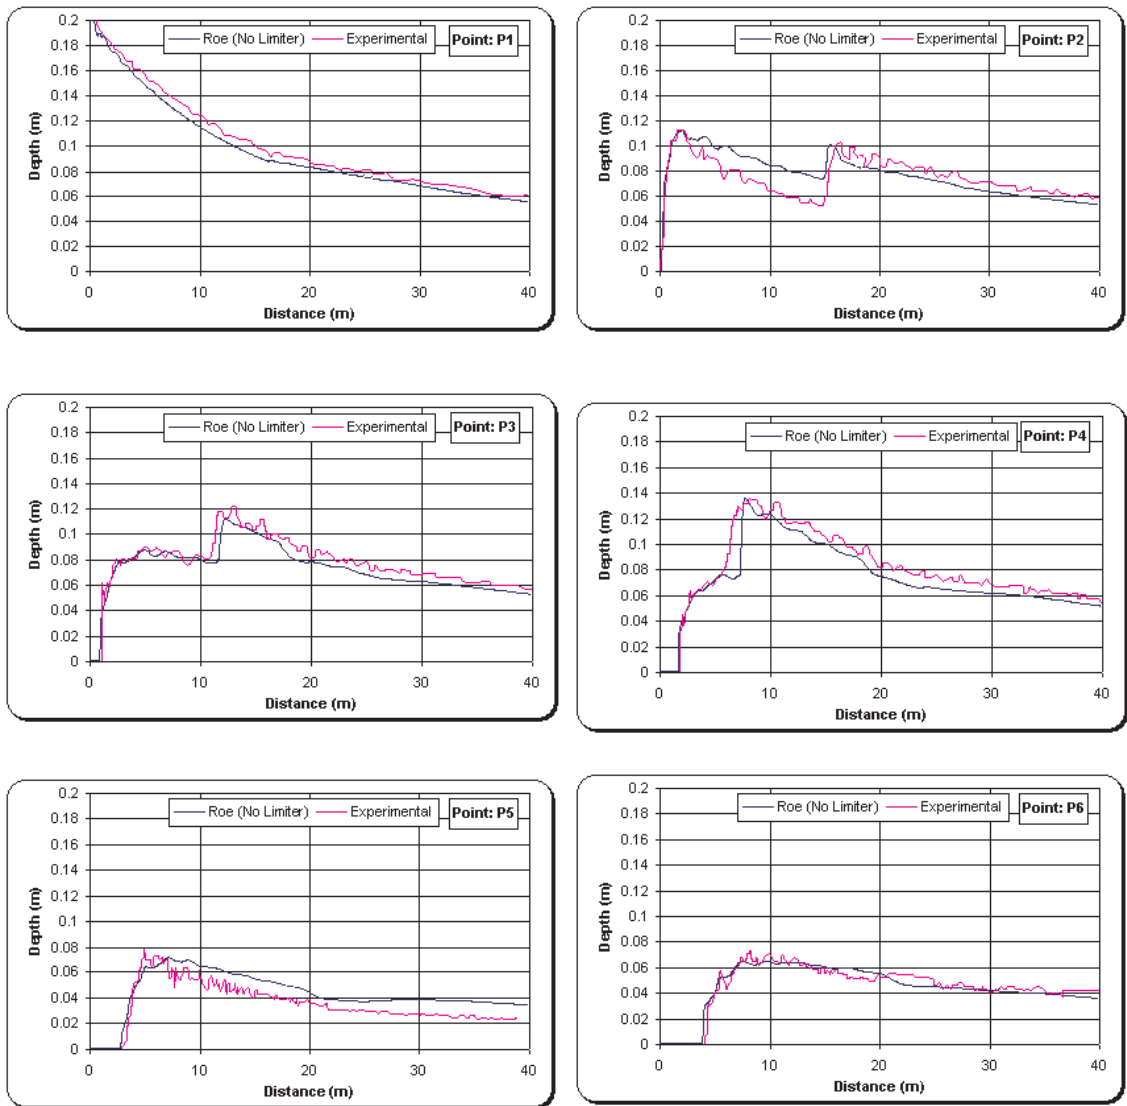 Roe (No Limiter) Experimental Point: P1
0.2
0.18
0.16
0.14
0.12
0.1
0.08
0.06
0.04
0.02
0
Depth (m)
0 10 20 30 40
Distance (m)
Roe (No Limiter) Experimental Point: P2
0.2
0.18
0.16
0.14
0.12
0.1
0.08
0.06
0.04
0.02
0
Depth (m)
0 10 20 30 40
Distance (m)
Roe (No Limiter) Experimental Point: P3
0.2
0.18
0.16
0.14
0.12
0.1
0.08
0.06
0.04
0.02
0
Depth (m)
0 10 20 30 40
Distance (m)
Roe (No Limiter) Experimental Point: P4
0.2
0.18
0.16
0.14
0.12
0.1
0.08
0.06
0.04
0.02
0
Depth (m)
0 10 20 30 40
Distance (m)
Roe (No Limiter) Experimental Point: P5
0.2
0.18
0.16
0.14
0.12
0.1
0.08
0.06
0.04
0.02
0
Depth (m)
0 10 20 30 40
Distance (m)
Roe (No Limiter) Experimental Point: P6
0.2
0.18
0.16
0.14
0.12
0.1
0.08
0.06
0.04
0.02
0
Depth (m)
0 10 20 30 40
Distance (m)